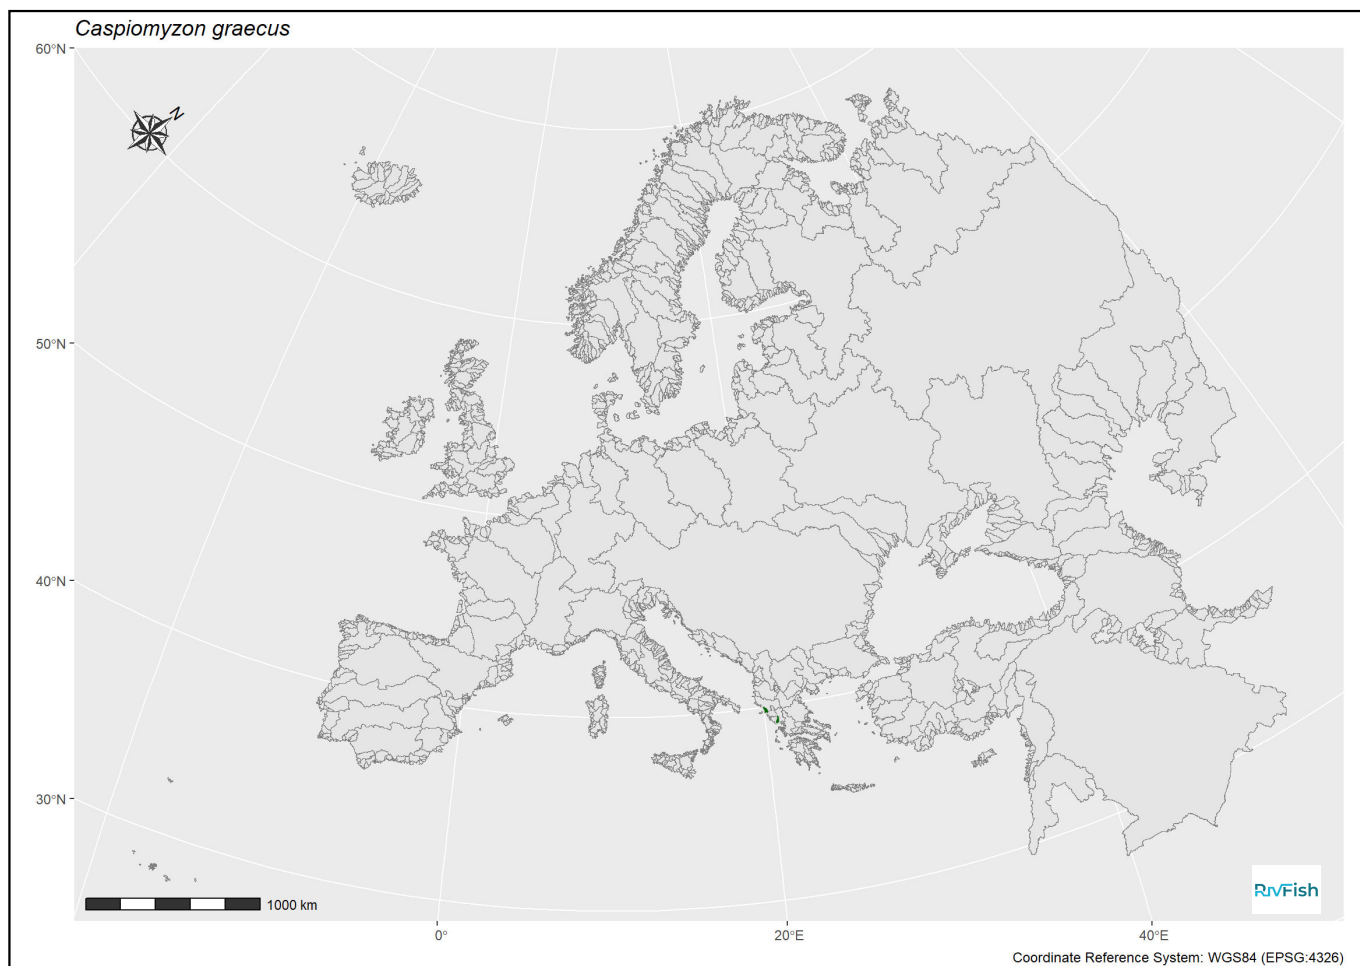 Caspiomyzon graecus
60°N
N
50°N
40°N
30°N
1000 km
RIVFish
0°
20°E
40°E
Coordinate Reference System: WGS84 (EPSG:4326)